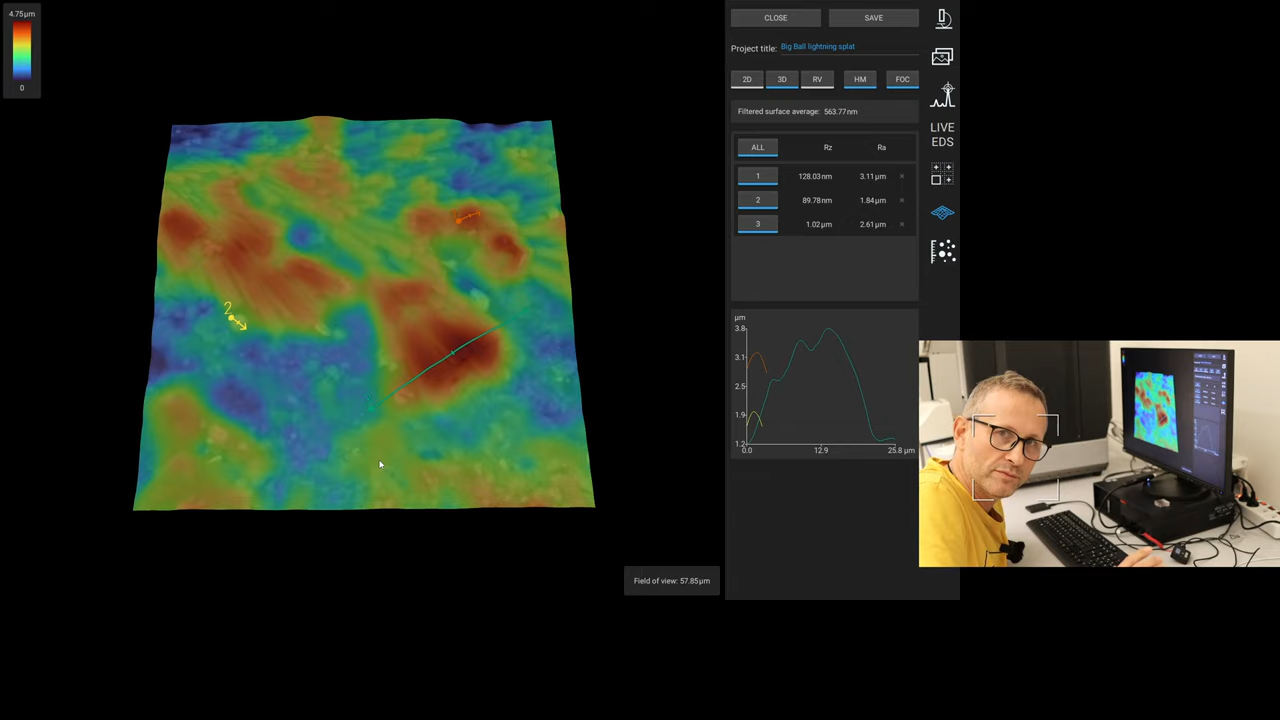 4.75µm
0
CLOSE SAVE
Project title: Big Ball lightning splat
2D 3D RV HM FOC
Filtered surface average: 563.77nm
ALL Rz Ra
1 128.03nm 3.11µm ×
2 89.78nm 1.84µm ×
3 1.02µm 2.61µm ×
LIVE
EDS
2
µm
3.8
3.1
2.5
1.9
1.2
0.0 12.9 25.8 µm
Field of view: 57.85µm